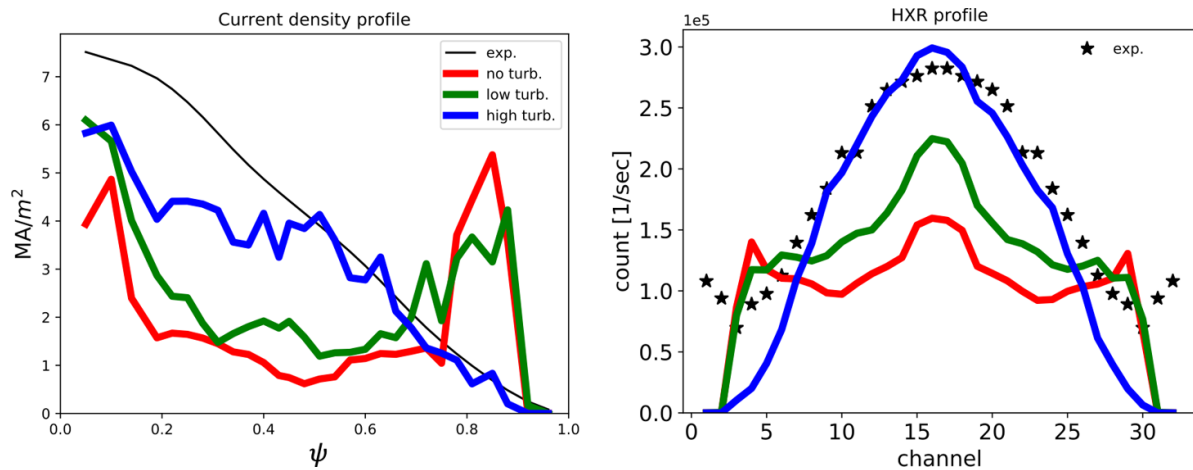 Current density profile
7
6
5
4
3
2
1
0
MA/m²
exp.
no turb.
low turb.
high turb.
0.0 0.2 0.4 0.6 0.8 1.0
ψ
HXR profile
1e5
3.0
2.5
2.0
1.5
1.0
0.5
0.0
count [1/sec]
exp.
0 5 10 15 20 25 30
channel